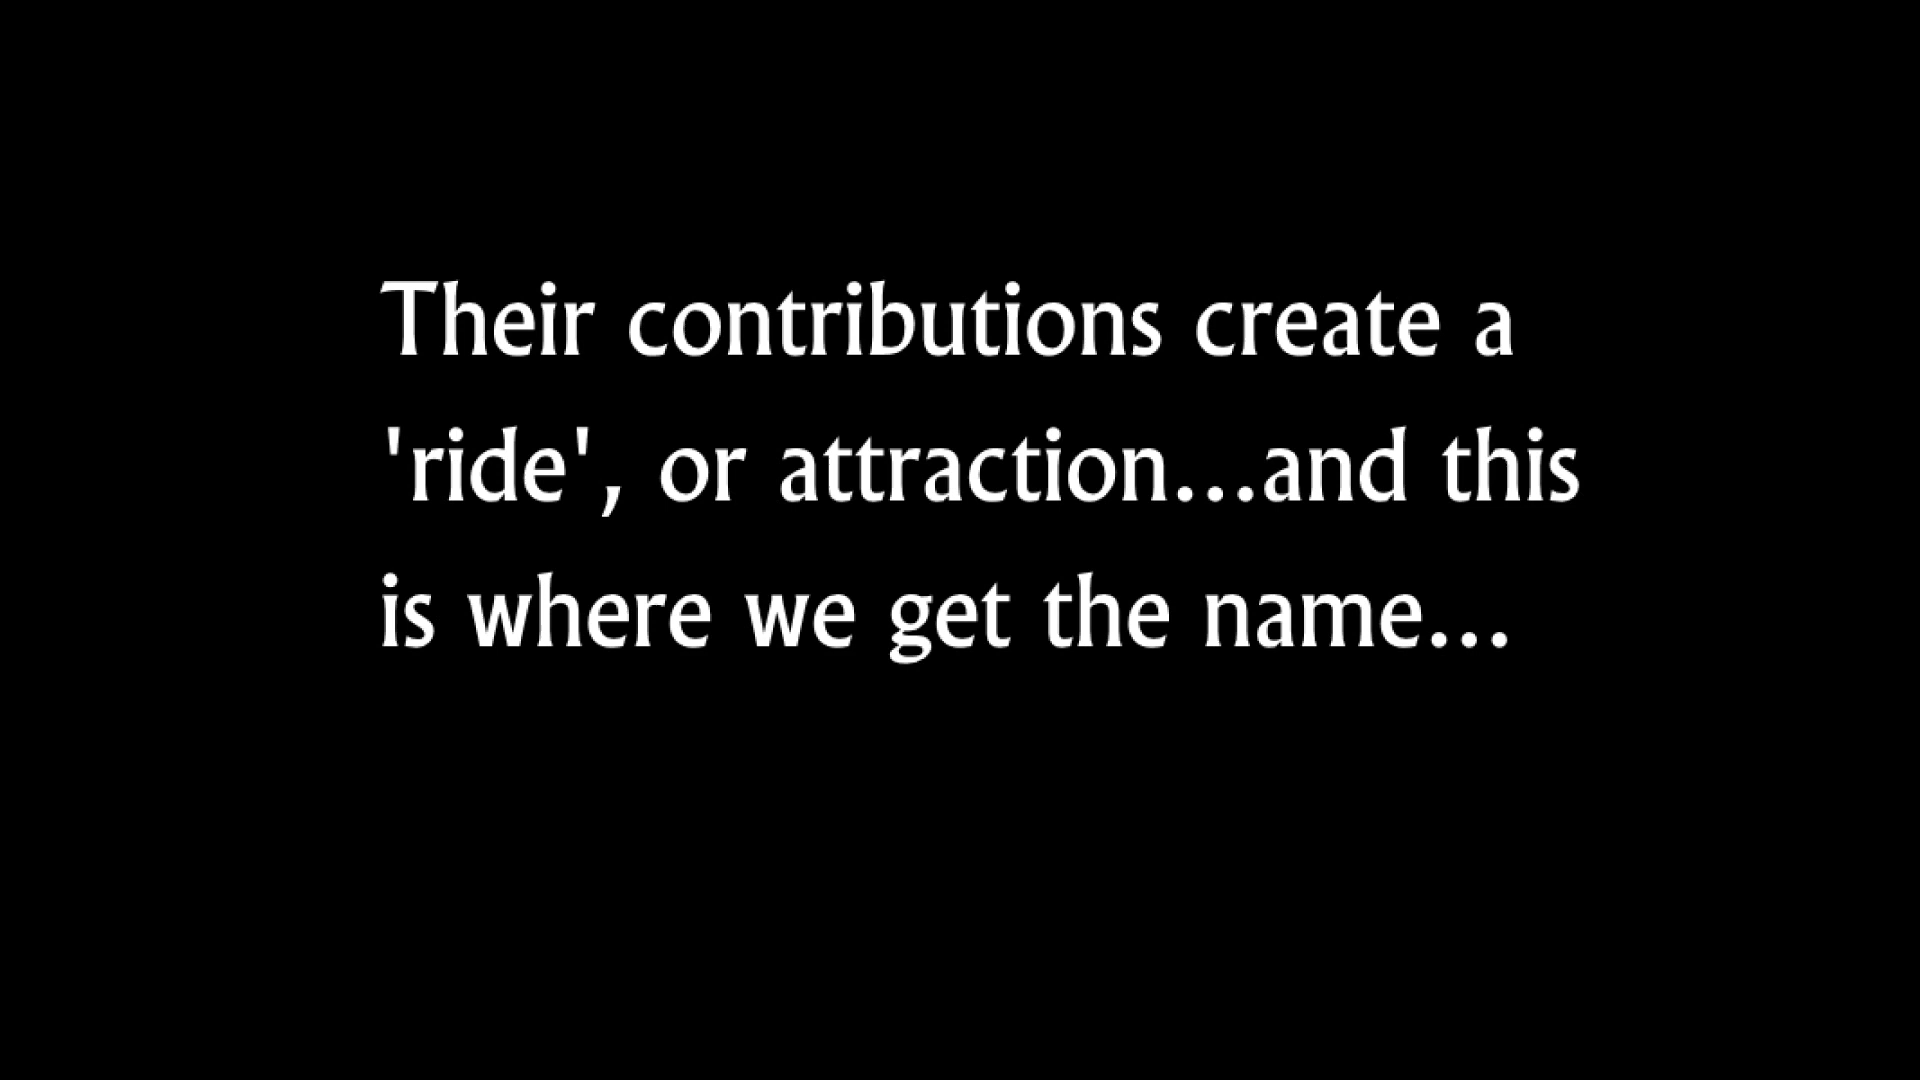 Their contributions create a
'ride', or attraction...and this
is where we get the name...